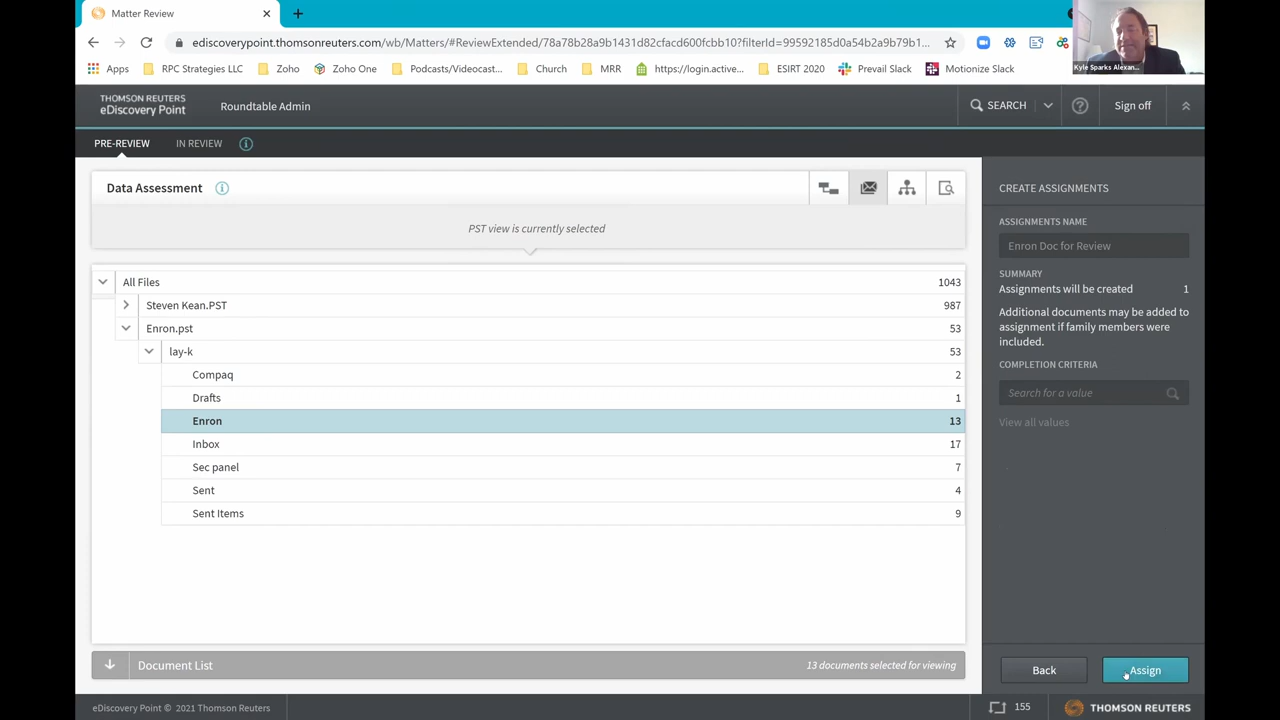 Matter Review
ediscoverypoint.thomsonreuters.com/wb/Matters/#ReviewExtended/78a78b28a9b1431d82cfacd600fcbb10?filterId=99592185d0a54b2a9b79b1...
Apps RPC Strategies LLC Zoho Zoho One Podcasts/Videocast... Church MRR https://login.active... ESIRT 2020 Prevail Slack Motionize Slack
Kyle Sparks Alexan...
THOMSON REUTERS
eDiscovery Point
Roundtable Admin
SEARCH
Sign off
PRE-REVIEW IN REVIEW
Data Assessment
PST view is currently selected
All Files 1043
Steven Kean.PST 987
Enron.pst 53
lay-k 53
Compaq 2
Drafts 1
Enron 13
Inbox 17
Sec panel 7
Sent 4
Sent Items 9
Document List 13 documents selected for viewing
CREATE ASSIGNMENTS
ASSIGNMENTS NAME
Enron Doc for Review
SUMMARY
Assignments will be created 1
Additional documents may be added to
assignment if family members were
included.
COMPLETION CRITERIA
Search for a value
View all values
Back Assign
eDiscovery Point © 2021 Thomson Reuters
155
THOMSON REUTERS